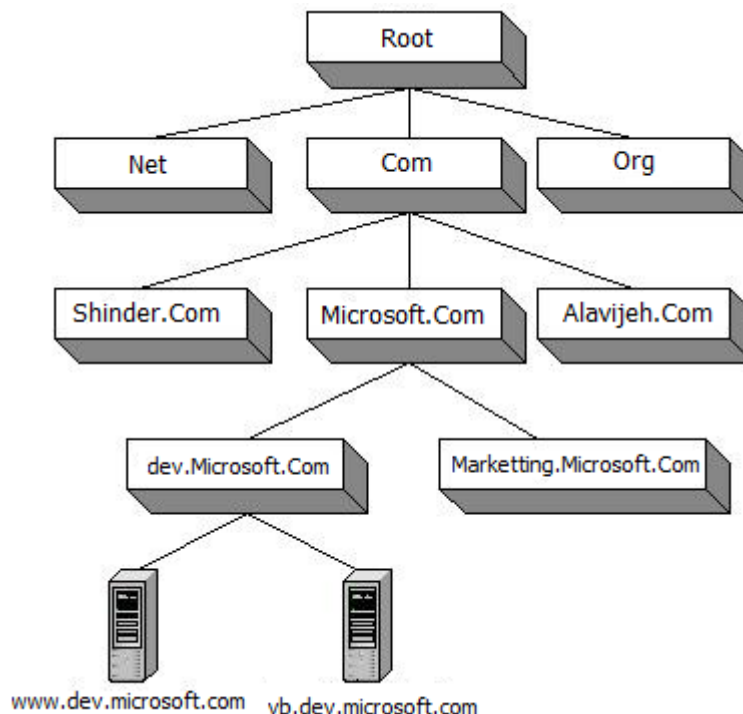 Root
Net
Com
Org
Shinder.Com
Microsoft.Com
Alavijeh.Com
dev.Microsoft.Com
Marketting.Microsoft.Com
www.dev.microsoft.com
vb.dev.microsoft.com